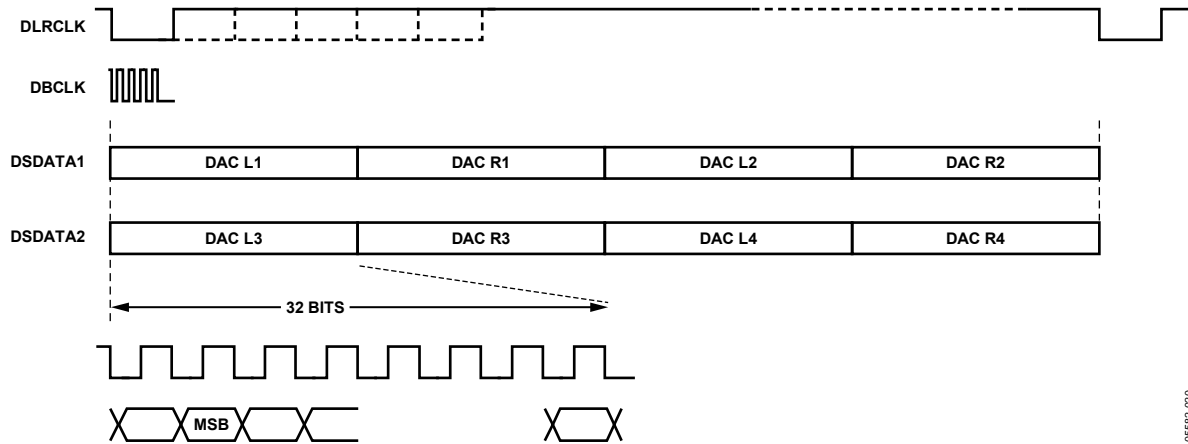 DLRCLK
DBCLK
DSDATA1 DAC L1 DAC R1 DAC L2 DAC R2
DSDATA2 DAC L3 DAC R3 DAC L4 DAC R4
32 BITS
MSB